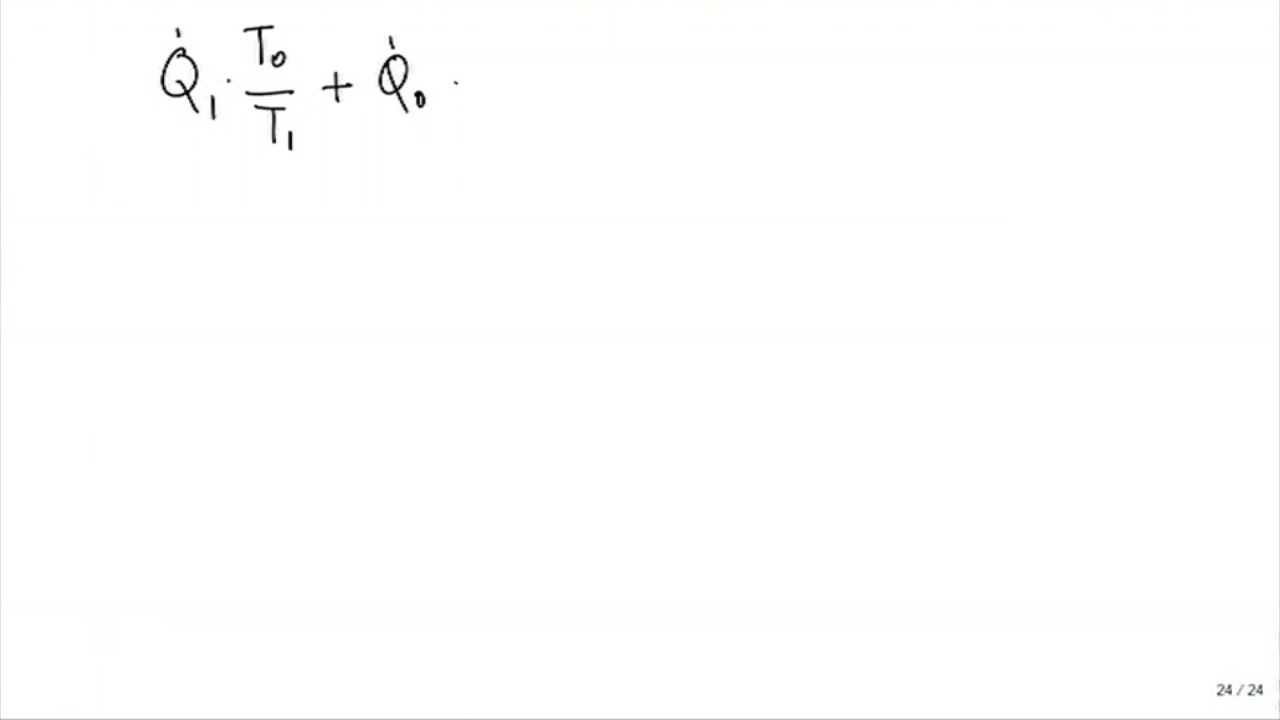 Q̇₁ · T₀/T₁ + Q̇₀ ·
24 / 24